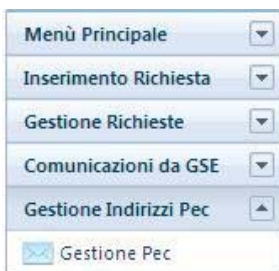 Menù Principale
Inserimento Richiesta
Gestione Richieste
Comunicazioni da GSE
Gestione Indirizzi Pec
Gestione Pec